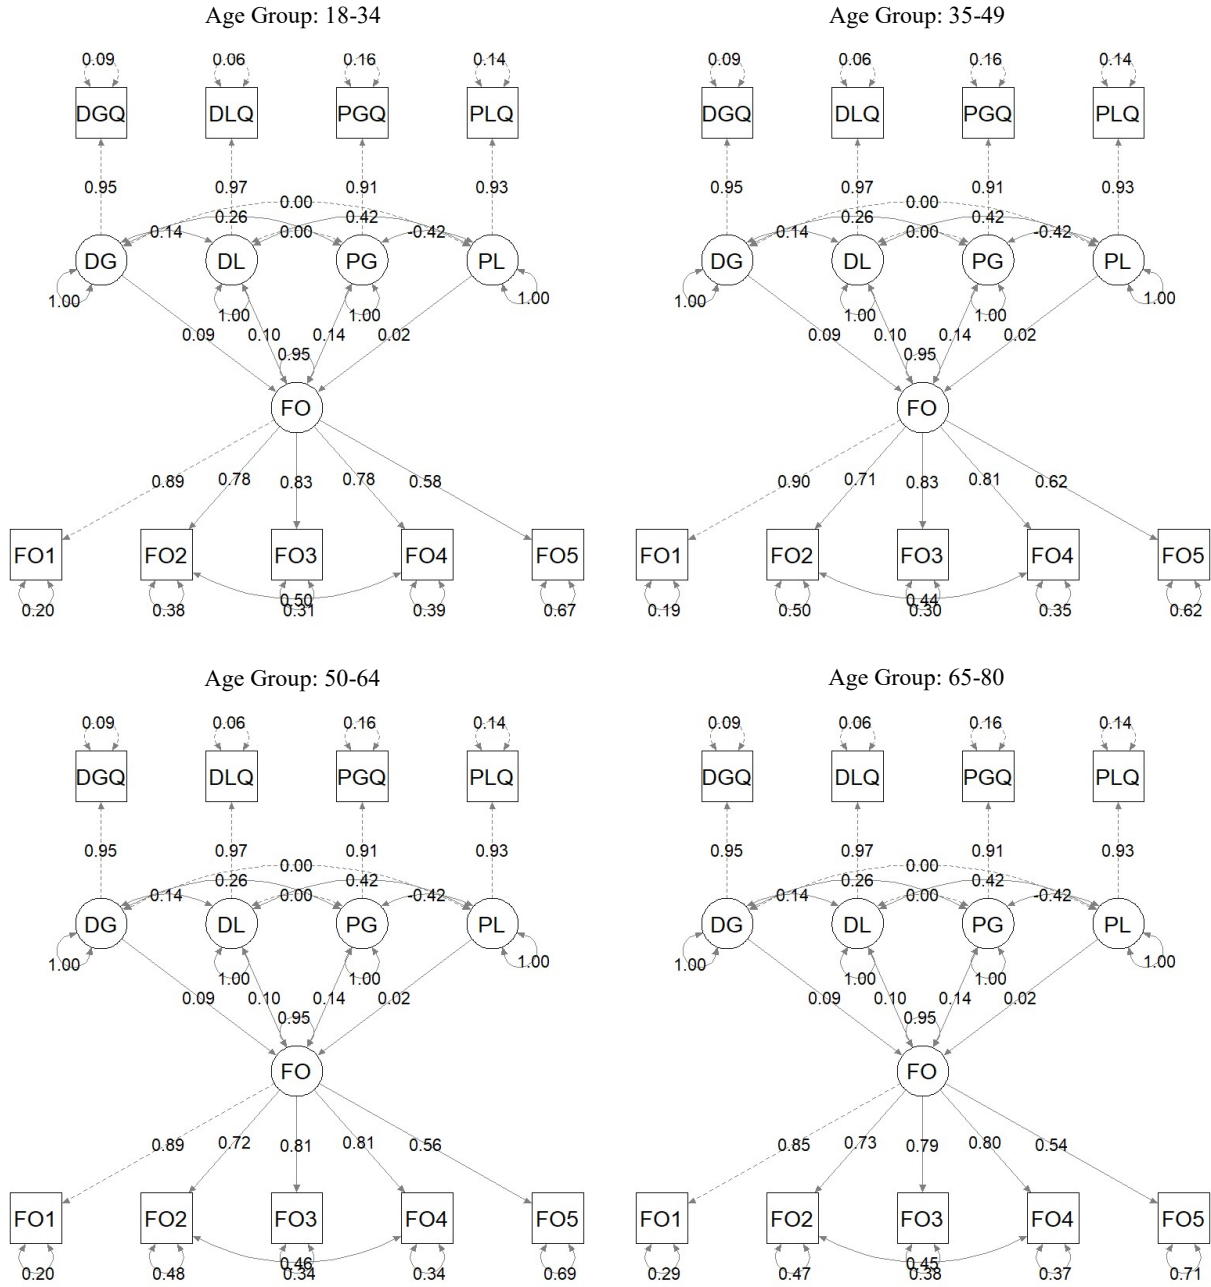 Age Group: 18-34
0.09 0.06 0.16 0.14
DGQ DLQ PGQ PLQ
0.95 0.97 0.91 0.93
0.00
0.26 0.42
0.14 0.00 -0.42
DG DL PG PL
1.00 1.00 1.00 1.00
0.09 0.10 0.14 0.02
0.95
FO
0.89 0.78 0.83 0.78 0.58
FO1 FO2 FO3 FO4 FO5
0.50
0.20 0.38 0.31 0.39 0.67
Age Group: 35-49
0.09 0.06 0.16 0.14
DGQ DLQ PGQ PLQ
0.95 0.97 0.91 0.93
0.00
0.26 0.42
0.14 0.00 -0.42
DG DL PG PL
1.00 1.00 1.00 1.00
0.09 0.10 0.14 0.02
0.95
FO
0.90 0.71 0.83 0.81 0.62
FO1 FO2 FO3 FO4 FO5
0.44
0.19 0.50 0.30 0.35 0.62
Age Group: 50-64
0.09 0.06 0.16 0.14
DGQ DLQ PGQ PLQ
0.95 0.97 0.91 0.93
0.00
0.26 0.42
0.14 0.00 -0.42
DG DL PG PL
1.00 1.00 1.00 1.00
0.09 0.10 0.14 0.02
0.95
FO
0.89 0.72 0.81 0.81 0.56
FO1 FO2 FO3 FO4 FO5
0.46
0.20 0.48 0.34 0.34 0.69
Age Group: 65-80
0.09 0.06 0.16 0.14
DGQ DLQ PGQ PLQ
0.95 0.97 0.91 0.93
0.00
0.26 0.42
0.14 0.00 -0.42
DG DL PG PL
1.00 1.00 1.00 1.00
0.09 0.10 0.14 0.02
0.95
FO
0.85 0.73 0.79 0.80 0.54
FO1 FO2 FO3 FO4 FO5
0.45
0.29 0.47 0.38 0.37 0.71